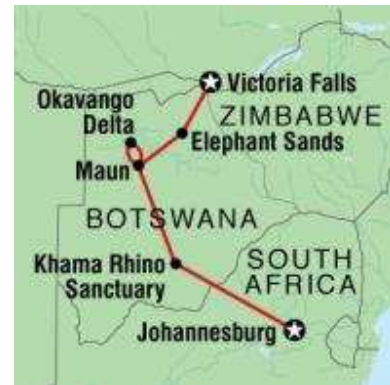 Victoria Falls
Okavango
Delta
ZIMBABWE
Elephant Sands
Maun
BOTSWANA
Khama Rhino
Sanctuary
SOUTH
AFRICA
Johannesburg